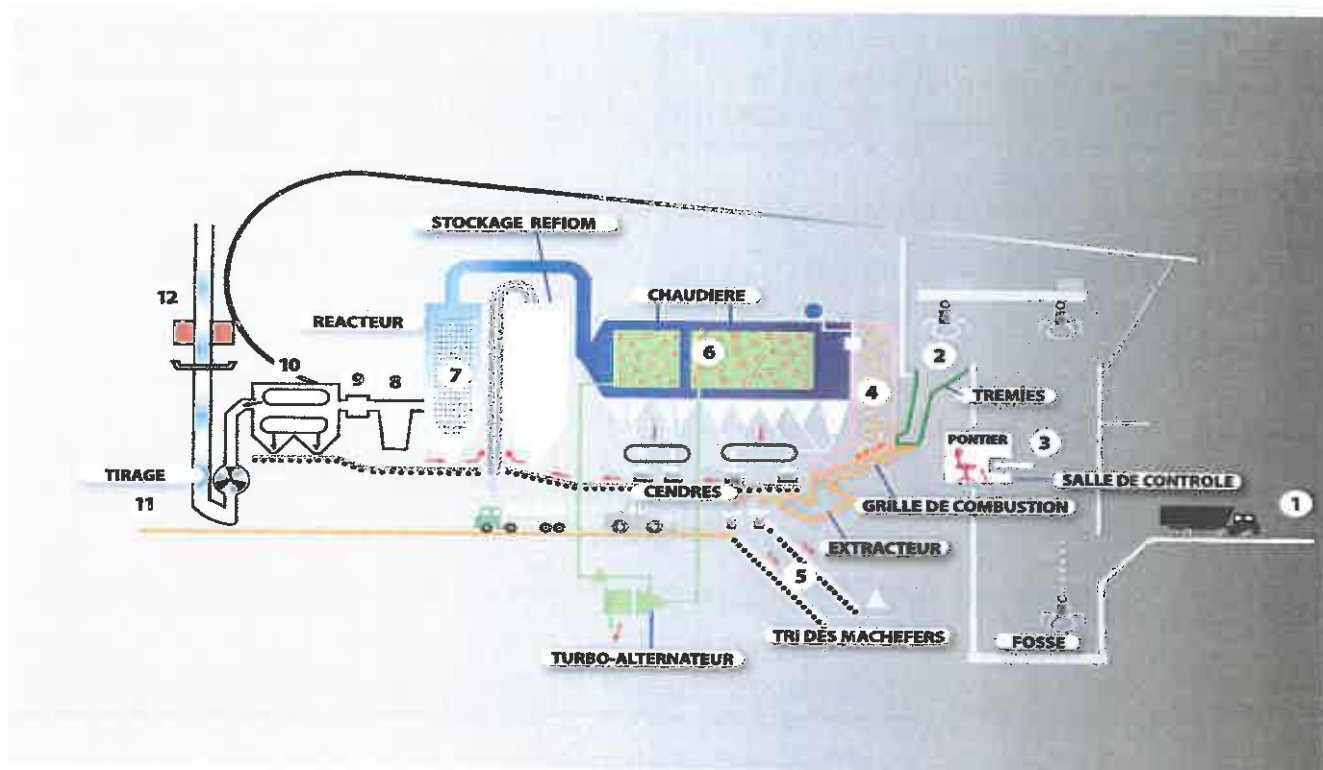 STOCKAGE REFIOM
CHAUDIERE
12
REACTEUR
6
2
10
9
8
7
4
TREMIES
PONTIER
3
TIRAGE
SALLE DE CONTROLE
11
CENDRES
GRILLE DE COMBUSTION
1
EXTRACTEUR
5
TRI DES MACHEFERS
FOSSE
TURBO-ALTERNATEUR